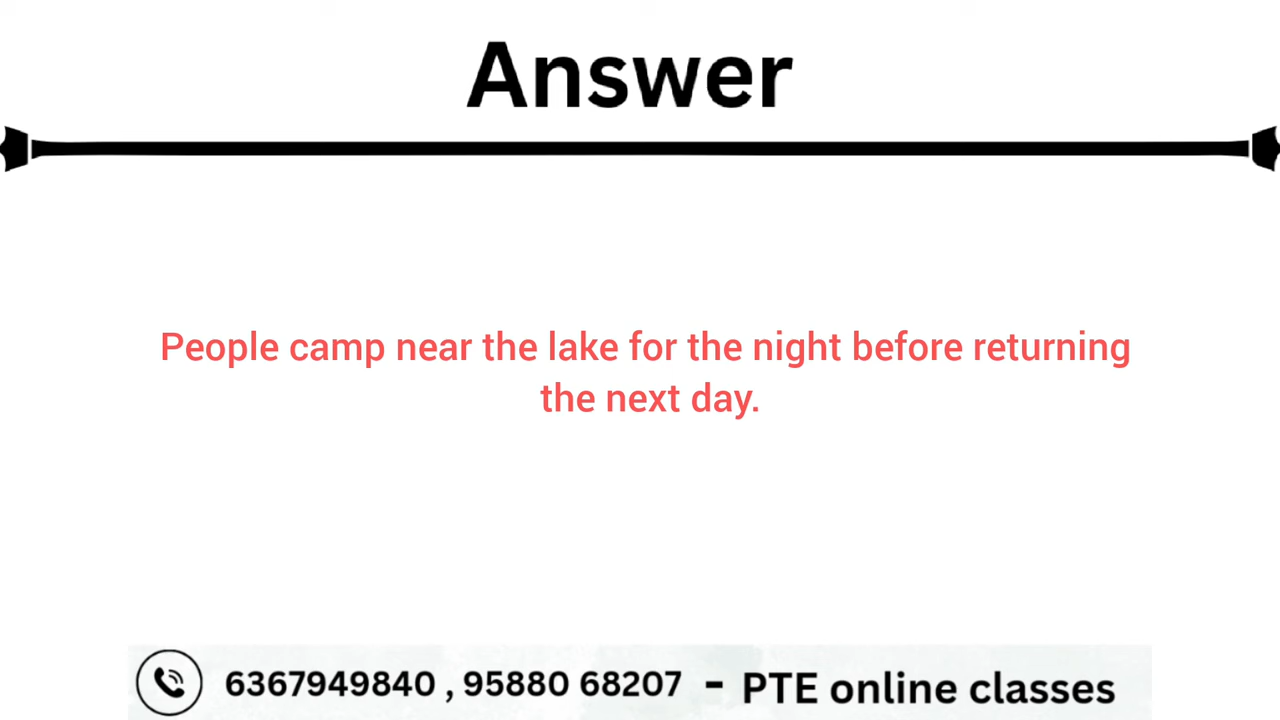 Answer
People camp near the lake for the night before returning
the next day.
6367949840 , 95880 68207 - PTE online classes